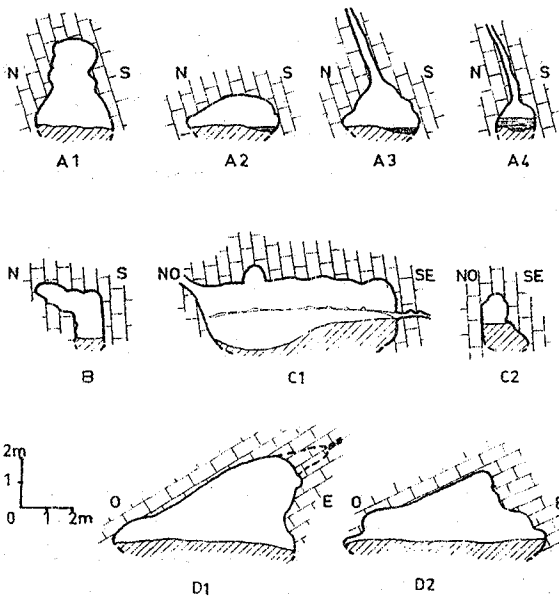 N S N S N S N S
A1 A2 A3 A4
N S NO SE NO SE
B C1 C2
2m
1
0 1 2m
O E O E
D1 D2